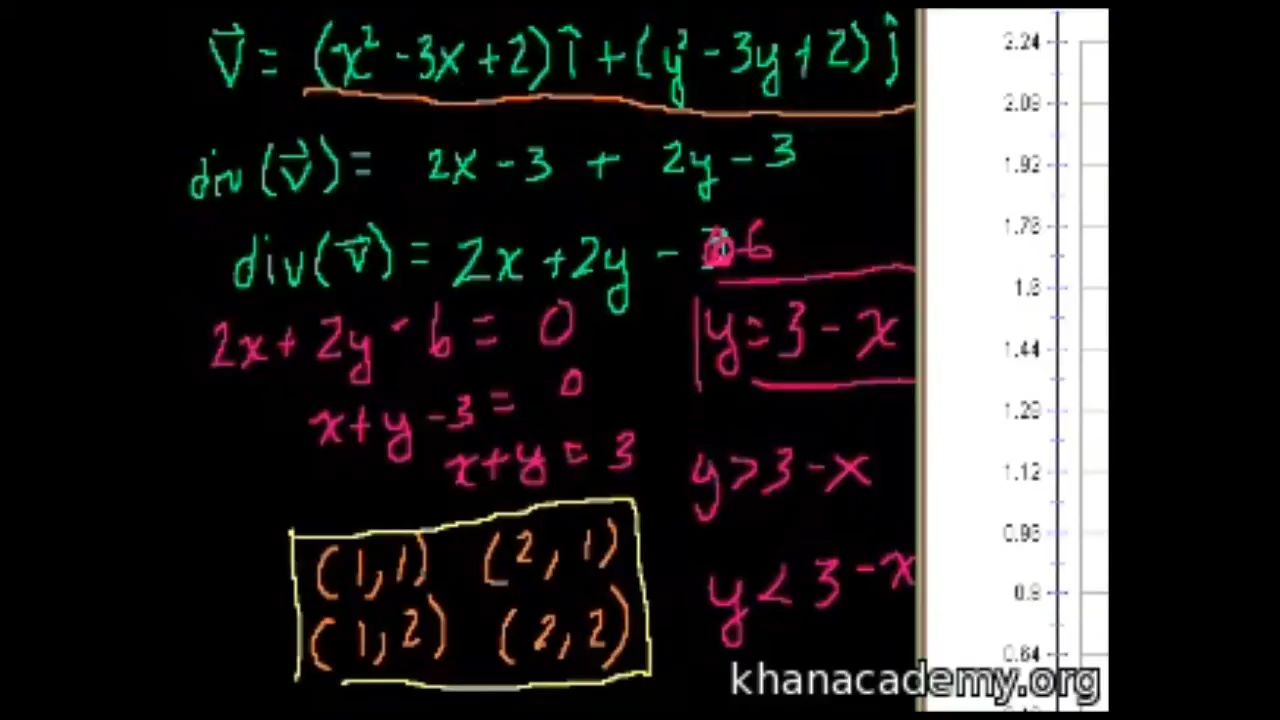 v⃗ = (x² - 3x + 2) î + (y² - 3y + 2) ĵ
div (v⃗) = 2x - 3 + 2y - 3
div (v⃗) = 2x + 2y - 6
2x + 2y - 6 = 0
y = 3 - x
x + y - 3 = 0
x + y = 3
y > 3 - x
(1, 1) (2, 1)
y < 3 - x
(1, 2) (2, 2)
2.24
2.08
1.92
1.76
1.6
1.44
1.28
1.12
0.96
0.8
0.64
khanacademy.org